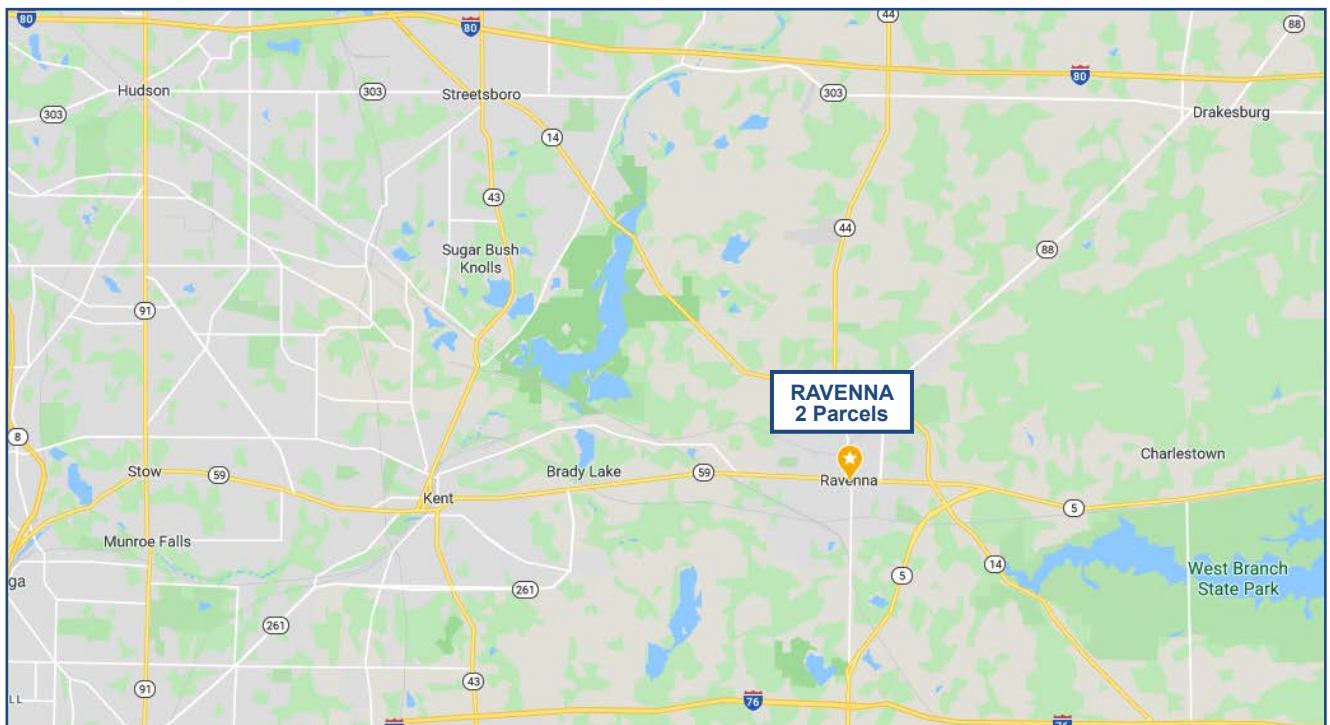 80
80
44
88
80
Hudson
303
Streetsboro
303
303
Drakesburg
14
43
44
Sugar Bush
Knolls
88
91
RAVENNA
2 Parcels
8
Stow
59
Kent
Brady Lake
59
Ravenna
Charlestown
5
Munroe Falls
ga
5
14
West Branch
State Park
261
261
43
91
LL
76
76